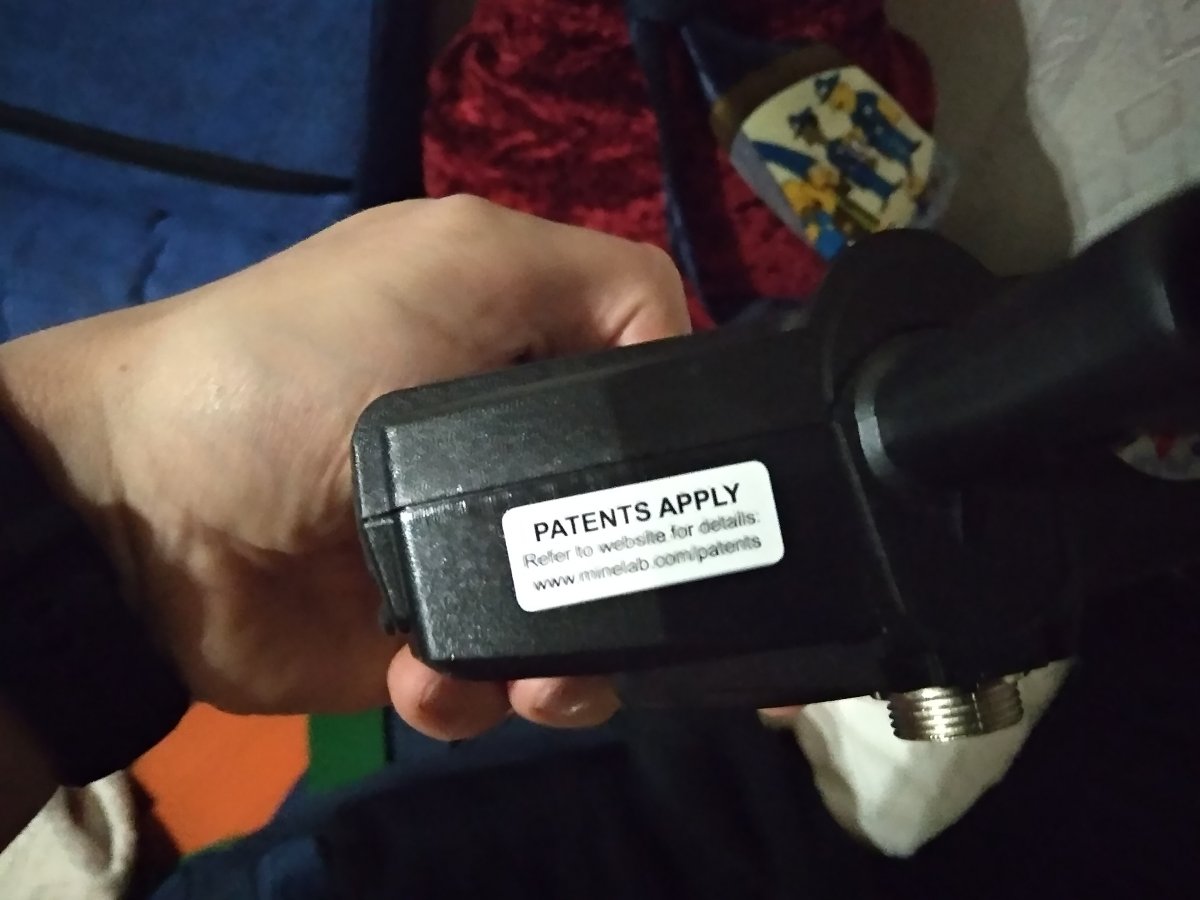 PATENTS APPLY
Refer to website for details:
www.minelab.com/patents